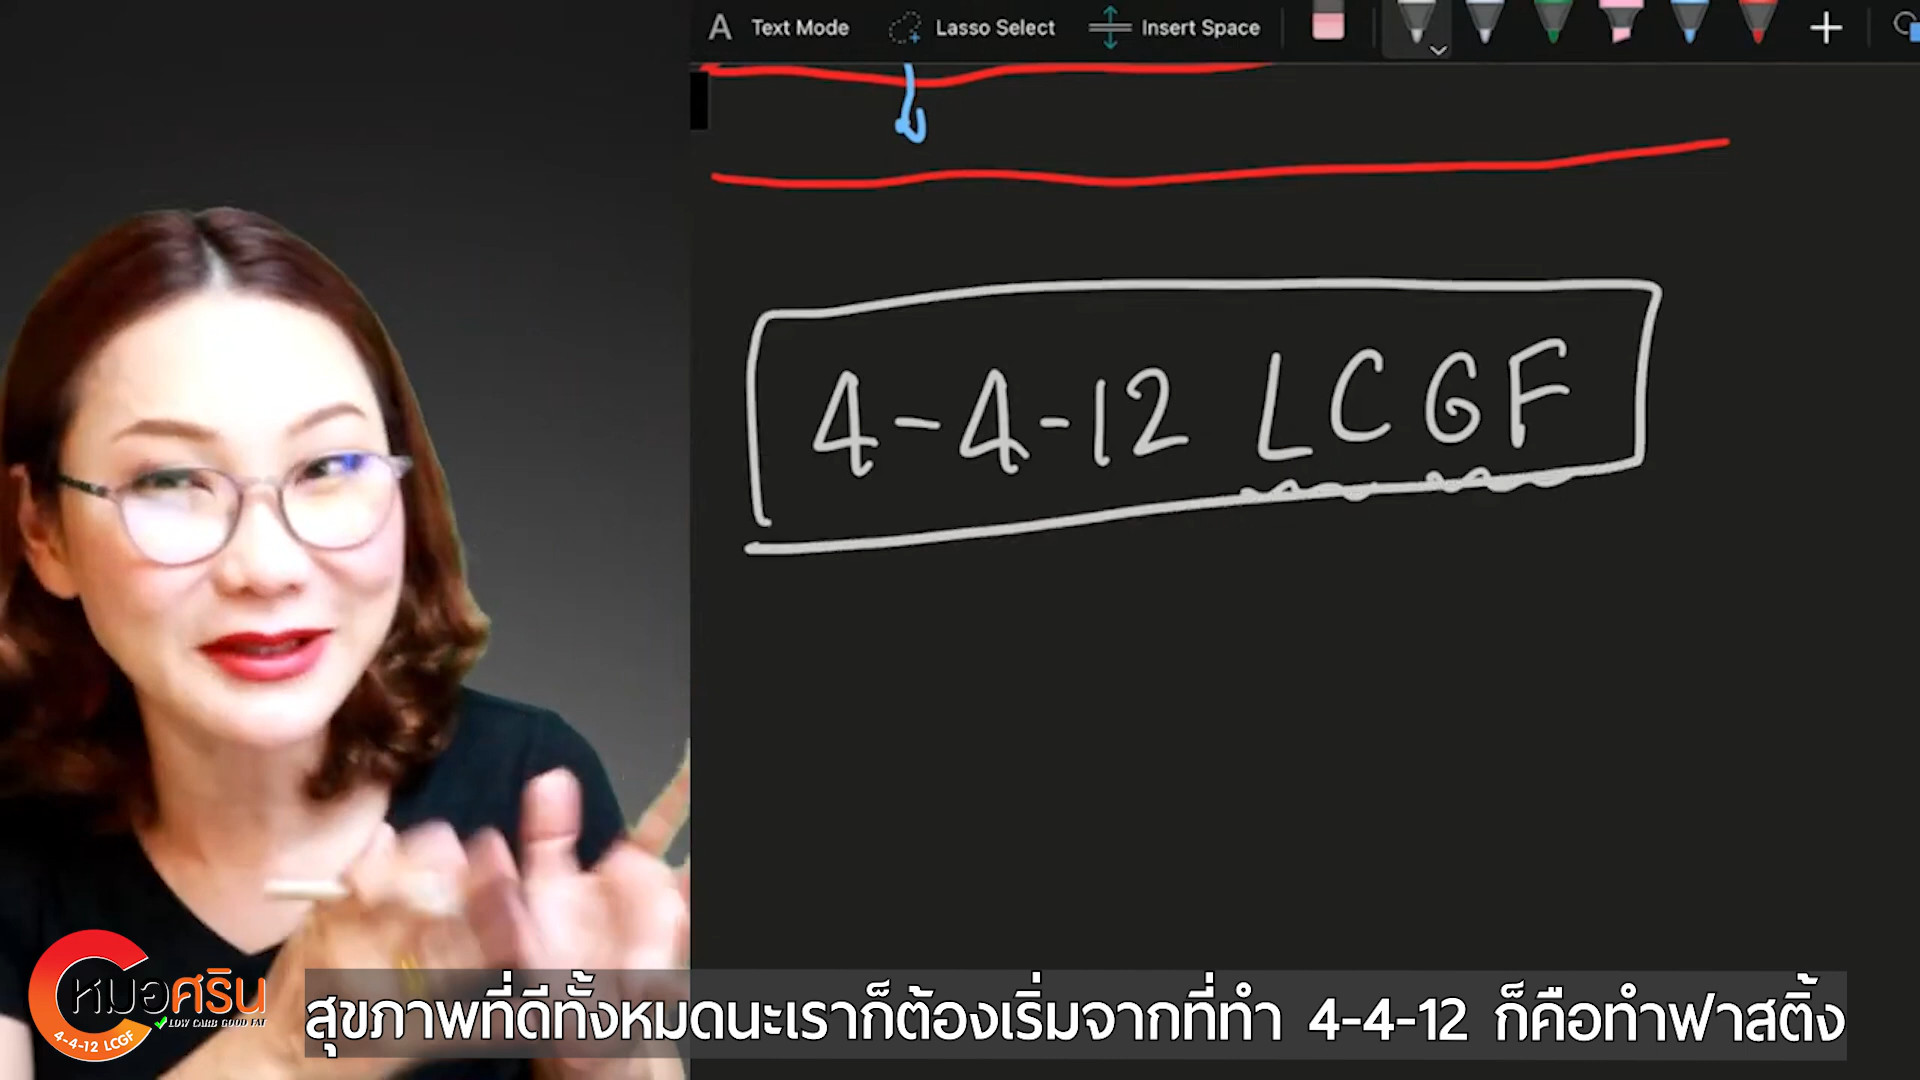 Text Mode
Lasso Select
Insert Space
4-4-12 LCGF
หมอศริน
LOW CARB GOOD FAT
4-4-12 LCGF
สุขภาพที่ดีทั้งหมดนะเราก็ต้องเริ่มจากที่ทำ 4-4-12 ก็คือทำฟาสติ้ง